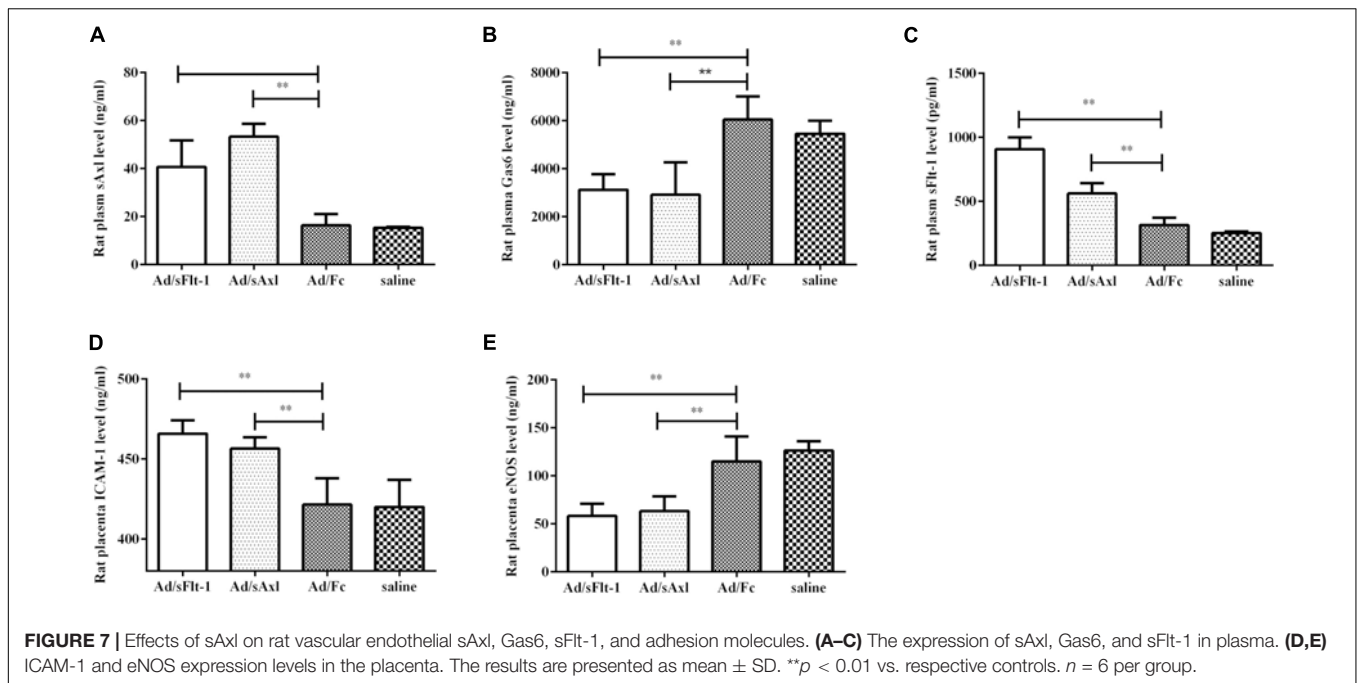 A
Rat plasm sAxl level (ng/ml)
80
60
40
20
0
**
Ad/sFlt-1 Ad/sAxl Ad/Fc saline
B
Rat plasma Gas6 level (ng/ml)
8000
6000
4000
2000
0
**
**
Ad/sFlt-1 Ad/sAxl Ad/Fc saline
C
Rat plasm sFlt-1 level (pg/ml)
1500
1000
500
0
**
**
Ad/sFlt-1 Ad/sAxl Ad/Fc saline
D
Rat placenta ICAM-1 level (ng/ml)
500
450
400
**
**
Ad/sFlt-1 Ad/sAxl Ad/Fc saline
E
Rat placenta eNOS level (ng/ml)
200
150
100
50
0
**
**
Ad/sFlt-1 Ad/sAxl Ad/Fc saline
FIGURE 7 | Effects of sAxl on rat vascular endothelial sAxl, Gas6, sFlt-1, and adhesion molecules. (A–C) The expression of sAxl, Gas6, and sFlt-1 in plasma. (D,E)
ICAM-1 and eNOS expression levels in the placenta. The results are presented as mean ± SD. **p < 0.01 vs. respective controls. n = 6 per group.